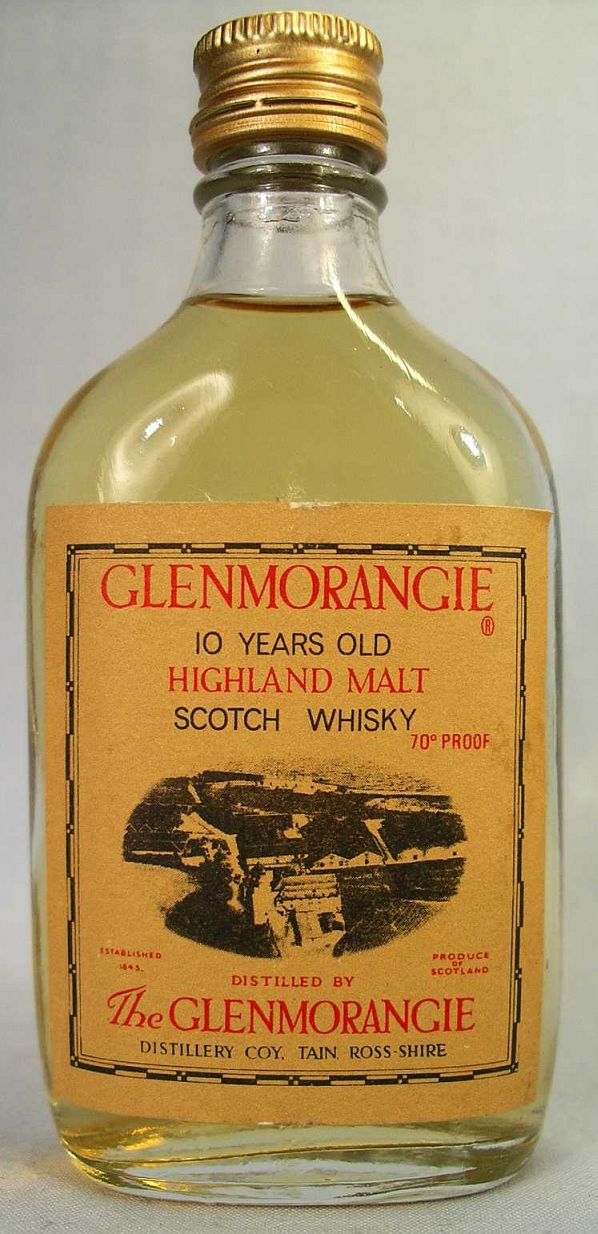 GLENMORANGIE
®
10 YEARS OLD
HIGHLAND MALT
SCOTCH WHISKY
70° PROOF
ESTABLISHED
1843.
PRODUCE
OF
SCOTLAND
DISTILLED BY
The GLENMORANGIE
DISTILLERY COY, TAIN, ROSS-SHIRE